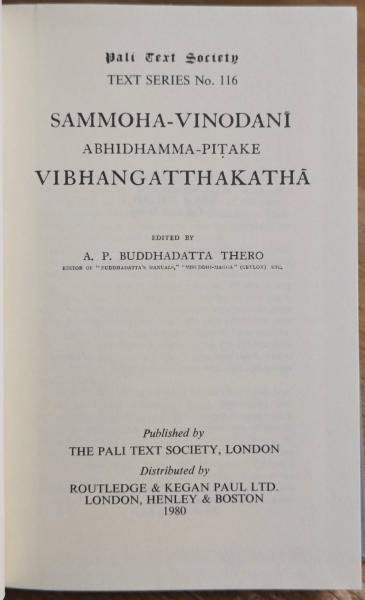 Pali Text Society
TEXT SERIES No. 116
SAMMOHA-VINODANĪ
ABHIDHAMMA-PIṬAKE
VIBHANGATTHAKATHĀ
EDITED BY
A. P. BUDDHADATTA THERO
EDITOR OF "BUDDHADATTA'S MANUALS," "VISUDDHI-MAGGA" (CEYLON) ETC.
Published by
THE PALI TEXT SOCIETY, LONDON
Distributed by
ROUTLEDGE & KEGAN PAUL LTD.
LONDON, HENLEY & BOSTON
1980